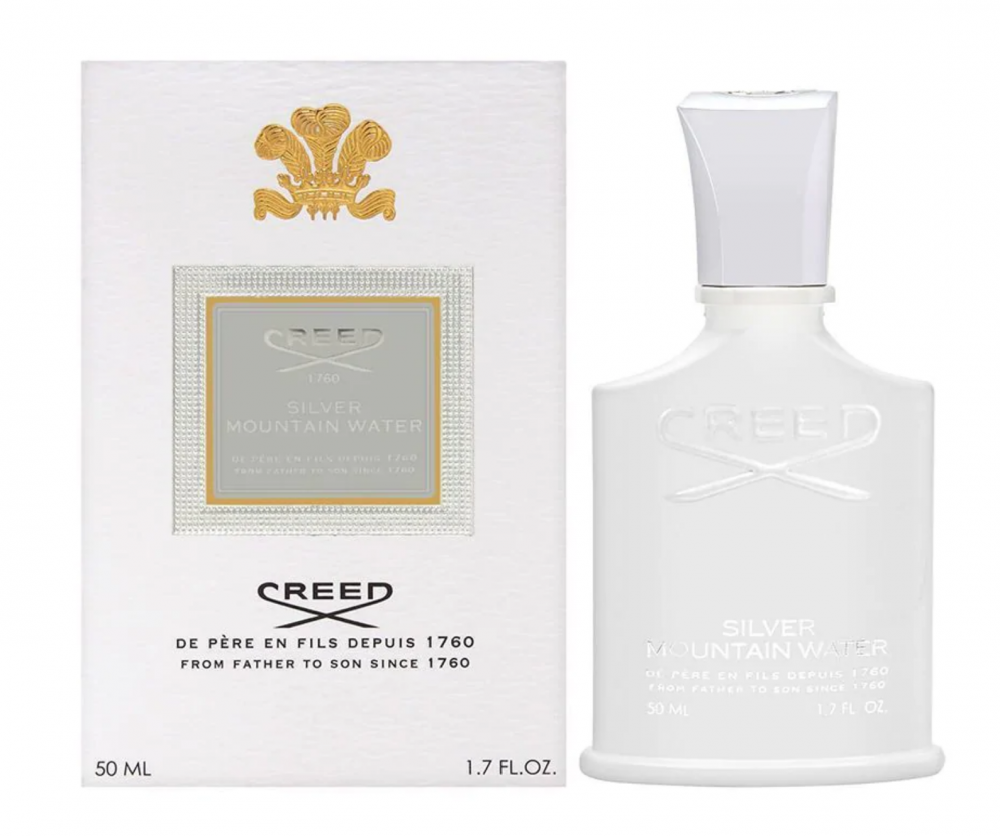 CREED
1760
SILVER
MOUNTAIN WATER
DE PÈRE EN FILS DEPUIS 1760
FROM FATHER TO SON SINCE 1760
CREED
DE PÈRE EN FILS DEPUIS 1760
FROM FATHER TO SON SINCE 1760
50 ML 1.7 FL.OZ.
CREED
SILVER
MOUNTAIN WATER
DE PÈRE EN FILS DEPUIS 1760
FROM FATHER TO SON SINCE 1760
50 ML 1.7 FL. OZ.